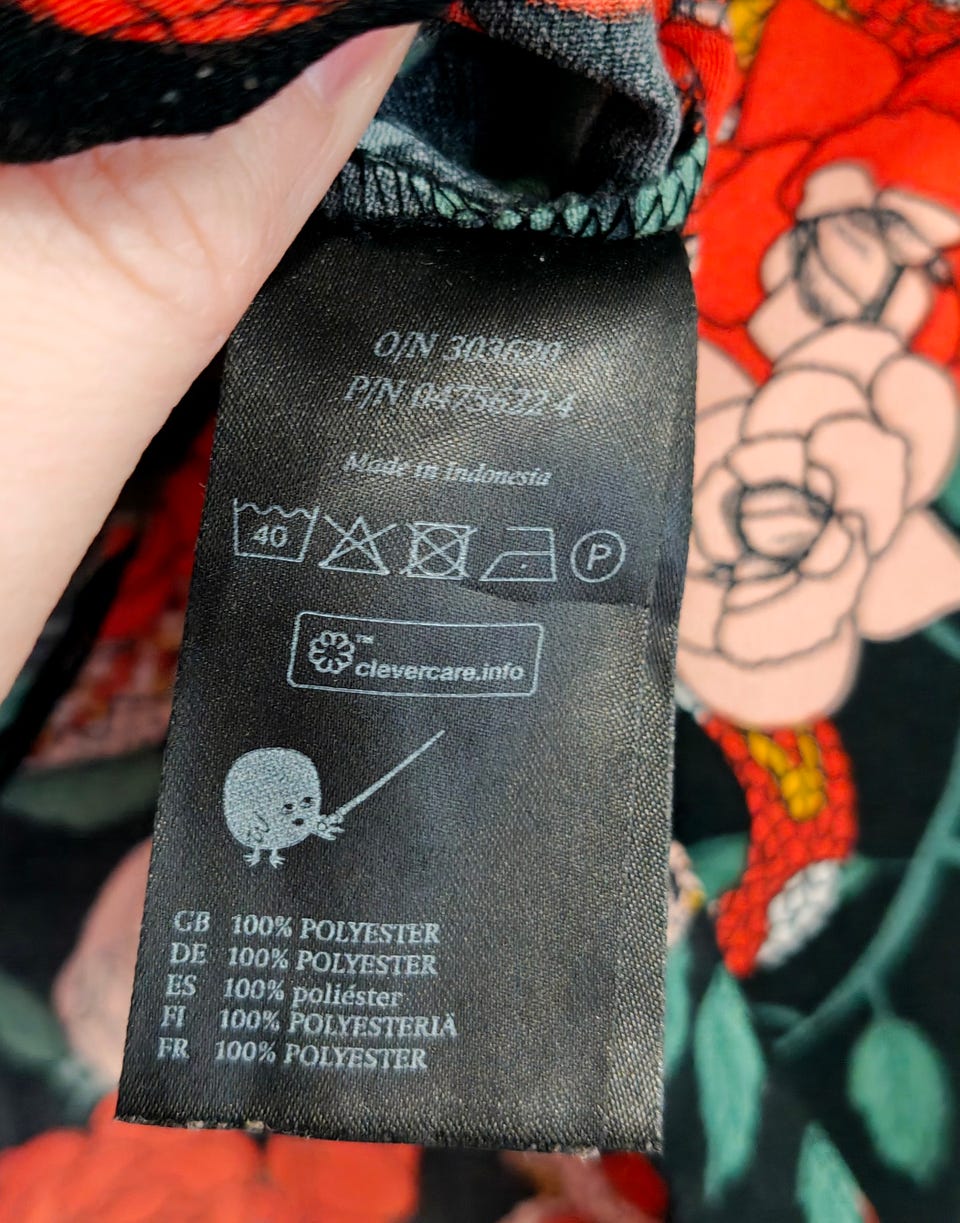 O/N 303630
P/N 0475622 4
Made in Indonesia
40 P
™
clevercare.info
GB 100% POLYESTER
DE 100% POLYESTER
ES 100% poliéster
FI 100% POLYESTERIÄ
FR 100% POLYESTER